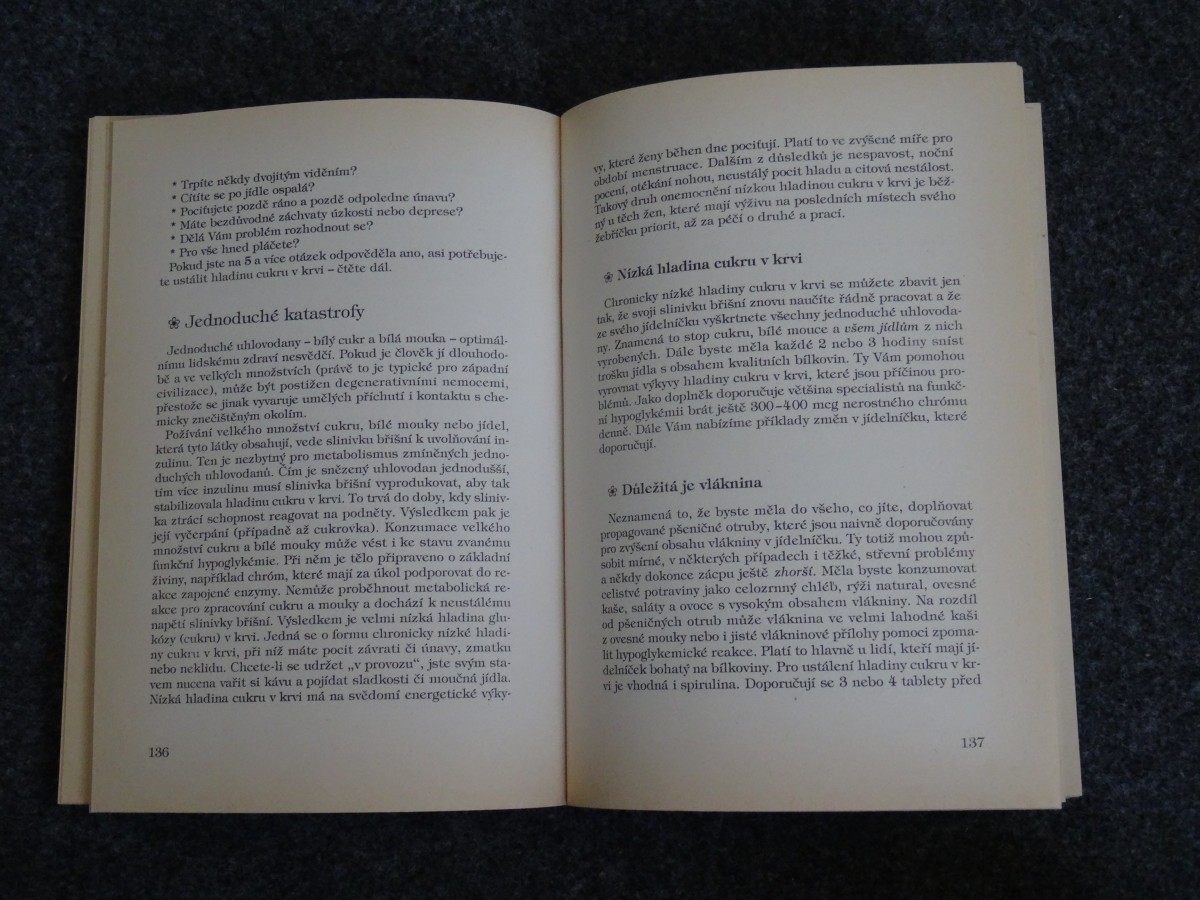 * Trpíte někdy dvojitým viděním?
* Cítíte se po jídle ospalá?
* Pociťujete pozdě ráno a pozdě odpoledne únavu?
* Máte bezdůvodné záchvaty úzkosti nebo deprese?
* Dělá Vám problém rozhodnout se?
* Pro vše hned pláčete?
Pokud jste na 5 a více otázek odpověděla ano, asi potřebuje-
te ustálit hladinu cukru v krvi – čtěte dál.
❀ Jednoduché katastrofy
Jednoduché uhlovodany – bílý cukr a bílá mouka – optimál-
nímu lidskému zdraví nesvědčí. Pokud je člověk jí dlouhodo-
bě a ve velkých množstvích (právě to je typické pro západní
civilizace), může být postižen degenerativními nemocemi,
přestože se jinak vyvaruje umělých příchutí i kontaktu s che-
micky znečištěným okolím.
Požívání velkého množství cukru, bílé mouky nebo jídel,
která tyto látky obsahují, vede slinivku břišní k uvolňování in-
zulinu. Ten je nezbytný pro metabolismus zmíněných jedno-
duchých uhlovodanů. Čím je snězený uhlovodan jednodušší,
tím více inzulinu musí slinivka břišní vyprodukovat, aby tak
stabilizovala hladinu cukru v krvi. To trvá do doby, kdy sliniv-
ka ztrácí schopnost reagovat na podněty. Výsledkem pak je
její vyčerpání (případně až cukrovka). Konzumace velkého
množství cukru a bílé mouky může vést i ke stavu zvanému
funkční hypoglykémie. Při něm je tělo připraveno o základní
živiny, například chróm, které mají za úkol podporovat do re-
akce zapojené enzymy. Nemůže proběhnout metabolická re-
akce pro zpracování cukru a mouky a dochází k neustálému
napětí slinivky břišní. Výsledkem je velmi nízká hladina glu-
kózy (cukru) v krvi. Jedná se o formu chronicky nízké hladi-
ny cukru v krvi, při níž máte pocit závrati či únavy, zmatku
nebo neklidu. Chcete-li se udržet „v provozu“, jste svým sta-
vem nucena vařit si kávu a pojídat sladkosti či moučná jídla.
Nízká hladina cukru v krvi má na svědomí energetické výky-
136
vy, které ženy během dne pociťují. Platí to ve zvýšené míře pro
období menstruace. Dalším z důsledků je nespavost, noční
pocení, otékání nohou, neustálý pocit hladu a citová nestálost.
Takový druh onemocnění nízkou hladinou cukru v krvi je běž-
ný u těch žen, které mají výživu na posledních místech svého
žebříčku priorit, až za péčí o druhé a prací.
❀ Nízká hladina cukru v krvi
Chronicky nízké hladiny cukru v krvi se můžete zbavit jen
tak, že svoji slinivku břišní znovu naučíte řádně pracovat a že
ze svého jídelníčku vyškrtnete všechny jednoduché uhlovoda-
ny. Znamená to stop cukru, bílé mouce a všem jídlům z nich
vyrobených. Dále byste měla každé 2 nebo 3 hodiny sníst
trošku jídla s obsahem kvalitních bílkovin. Ty Vám pomohou
vyrovnat výkyvy hladiny cukru v krvi, které jsou příčinou pro-
blémů. Jako doplněk doporučuje většina specialistů na funkč-
ní hypoglykémii brát ještě 300–400 mcg nerostného chrómu
denně. Dále Vám nabízíme příklady změn v jídelníčku, které
doporučují.
❀ Důležitá je vláknina
Neznamená to, že byste měla do všeho, co jíte, doplňovat
propagované pšeničné otruby, které jsou naivně doporučovány
pro zvýšení obsahu vlákniny v jídelníčku. Ty totiž mohou způ-
sobit mírné, v některých případech i těžké, střevní problémy
a někdy dokonce zácpu ještě zhorší. Měla byste konzumovat
celistvé potraviny jako celozrnný chléb, rýži natural, ovesné
kaše, saláty a ovoce s vysokým obsahem vlákniny. Na rozdíl
od pšeničných otrub může vláknina ve velmi lahodné kaši
z ovesné mouky nebo i jisté vlákninové přílohy pomoci zpoma-
lit hypoglykemické reakce. Platí to hlavně u lidí, kteří mají jí-
delníček bohatý na bílkoviny. Pro ustálení hladiny cukru v kr-
vi je vhodná i spirulina. Doporučují se 3 nebo 4 tablety před
137